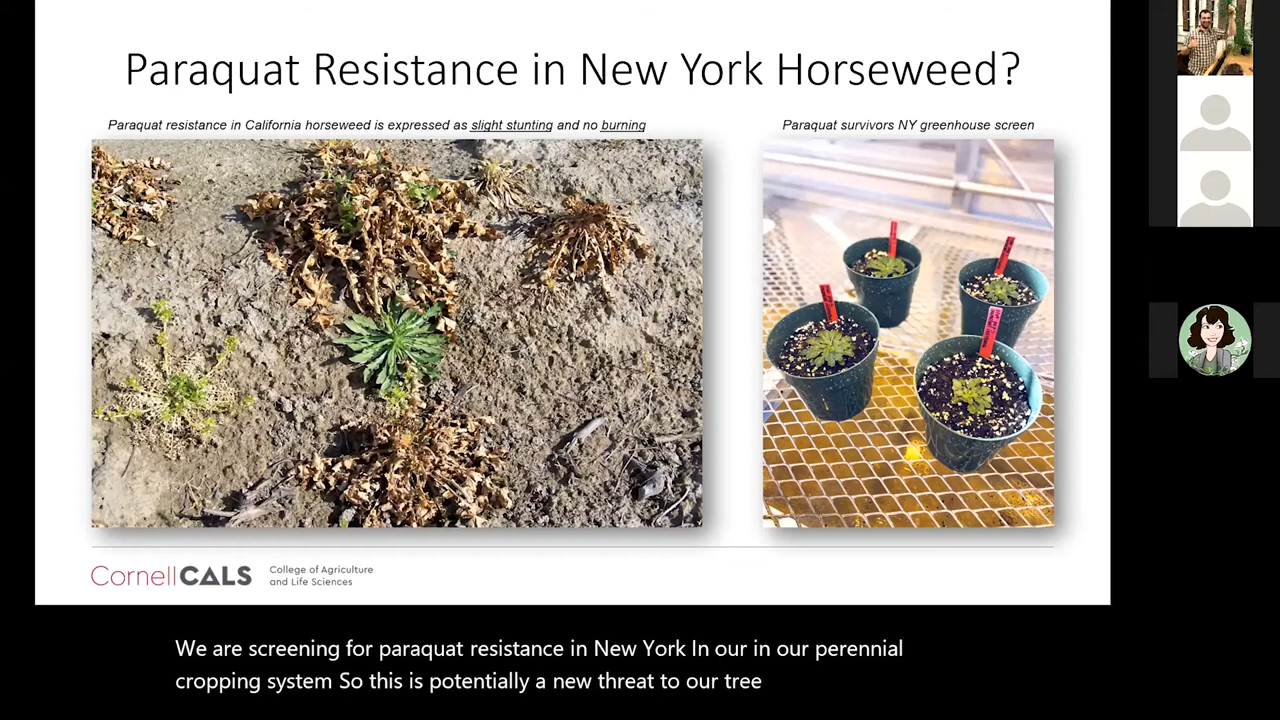 Paraquat Resistance in New York Horseweed?
Paraquat resistance in California horseweed is expressed as slight stunting and no burning
Paraquat survivors NY greenhouse screen
CornellCALS
College of Agriculture
and Life Sciences
We are screening for paraquat resistance in New York In our in our perennial
cropping system So this is potentially a new threat to our tree